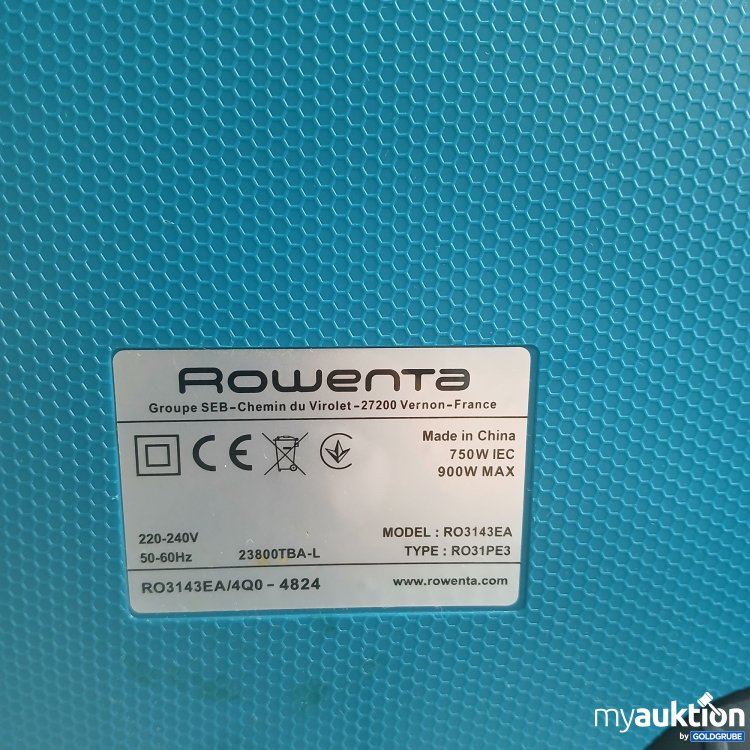 Rowenta
Groupe SEB-Chemin du Virolet-27200 Vernon-France
CE
Made in China
750W IEC
900W MAX
220-240V
50-60Hz
23800TBA-L
MODEL : RO3143EA
TYPE : RO31PE3
RO3143EA/4Q0 - 4824
www.rowenta.com
myauktion
by GOLDGRUBE